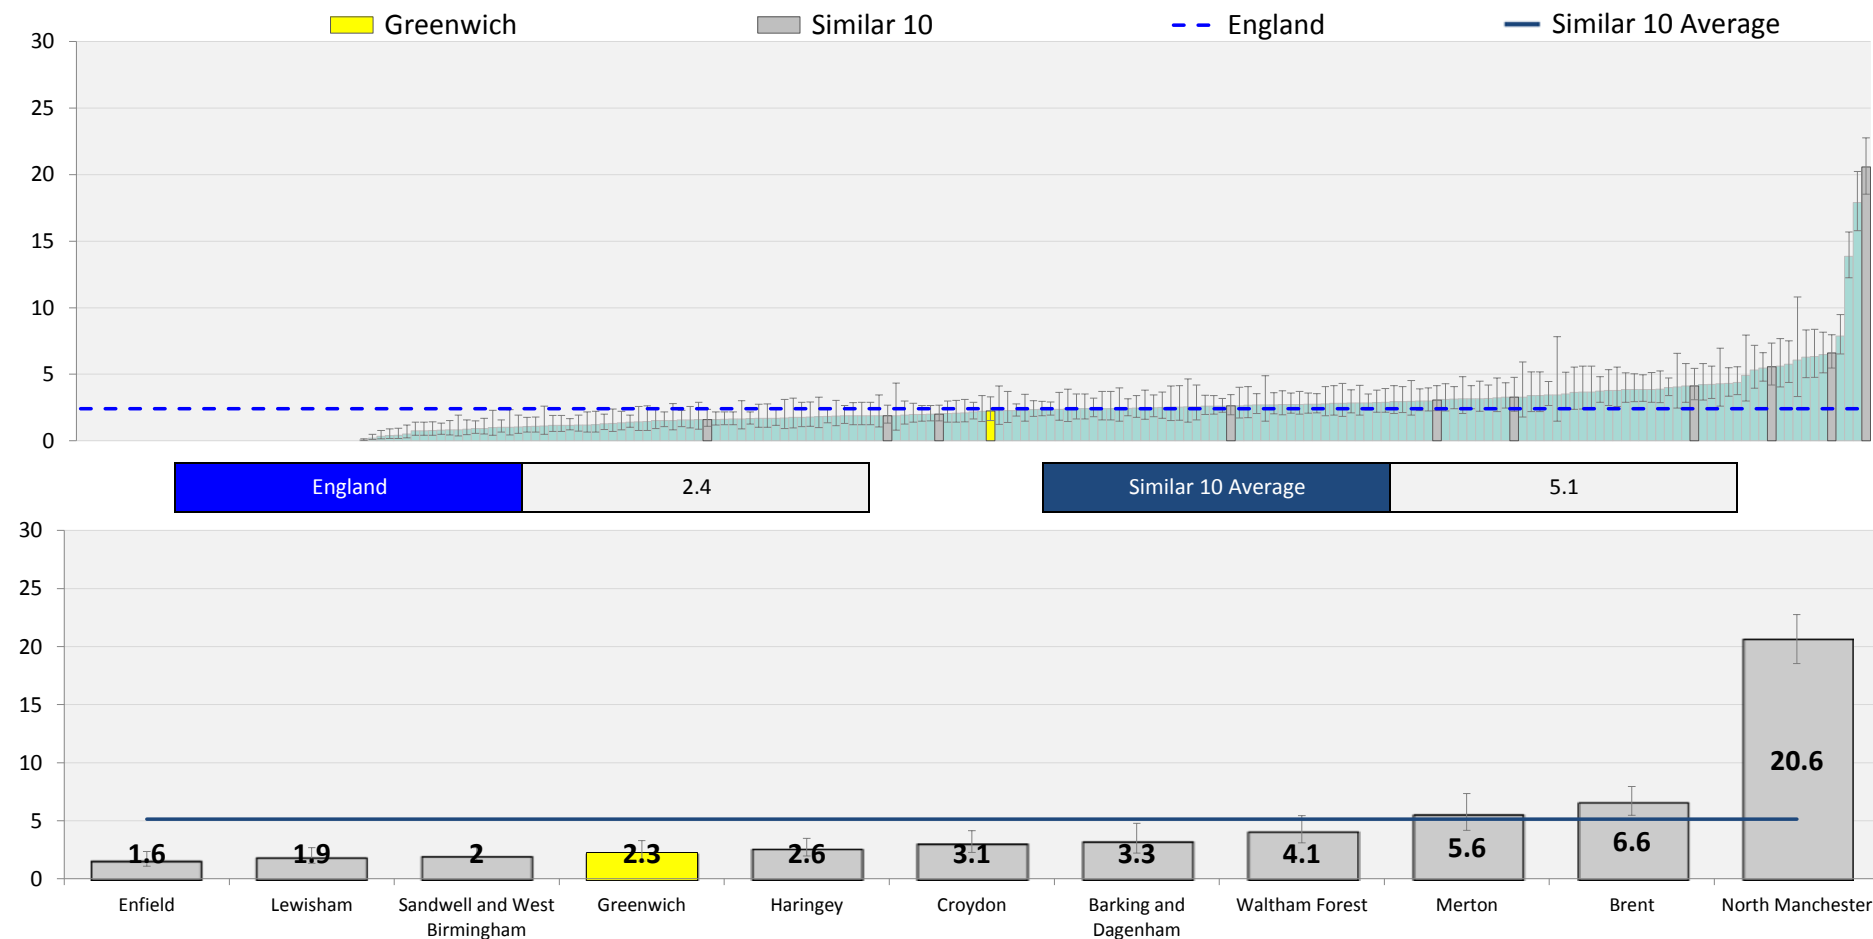 Greenwich Similar 10 England Similar 10 Average
30
25
20
15
10
5
0
England 2.4 Similar 10 Average 5.1
30
25
20
15
10
5
0
1.6 1.9 2 2.3 2.6 3.1 3.3 4.1 5.6 6.6 20.6
Enfield Lewisham Sandwell and West Greenwich Haringey Croydon Barking and Waltham Forest Merton Brent North Manchester
Birmingham Dagenham